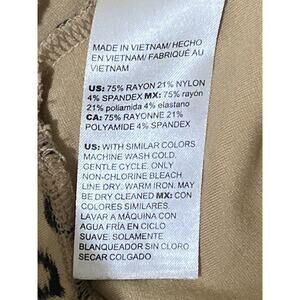 MADE IN VIETNAM/ HECHO
EN VIETNAM/ FABRIQUÉ AU
VIETNAM
US: 75% RAYON 21% NYLON
4% SPANDEX MX: 75% rayón
21% poliamida 4% elastano
CA: 75% RAYONNE 21%
POLYAMIDE 4% SPANDEX
US: WITH SIMILAR COLORS
MACHINE WASH COLD,
GENTLE CYCLE. ONLY
NON-CHLORINE BLEACH.
LINE DRY. WARM IRON. MAY
BE DRY CLEANED MX: CON
COLORES SIMILARES
LAVAR A MÁQUINA CON
AGUA FRÍA EN CICLO
SUAVE. SOLAMENTE
BLANQUEADOR SIN CLORO
SECAR COLGADO.